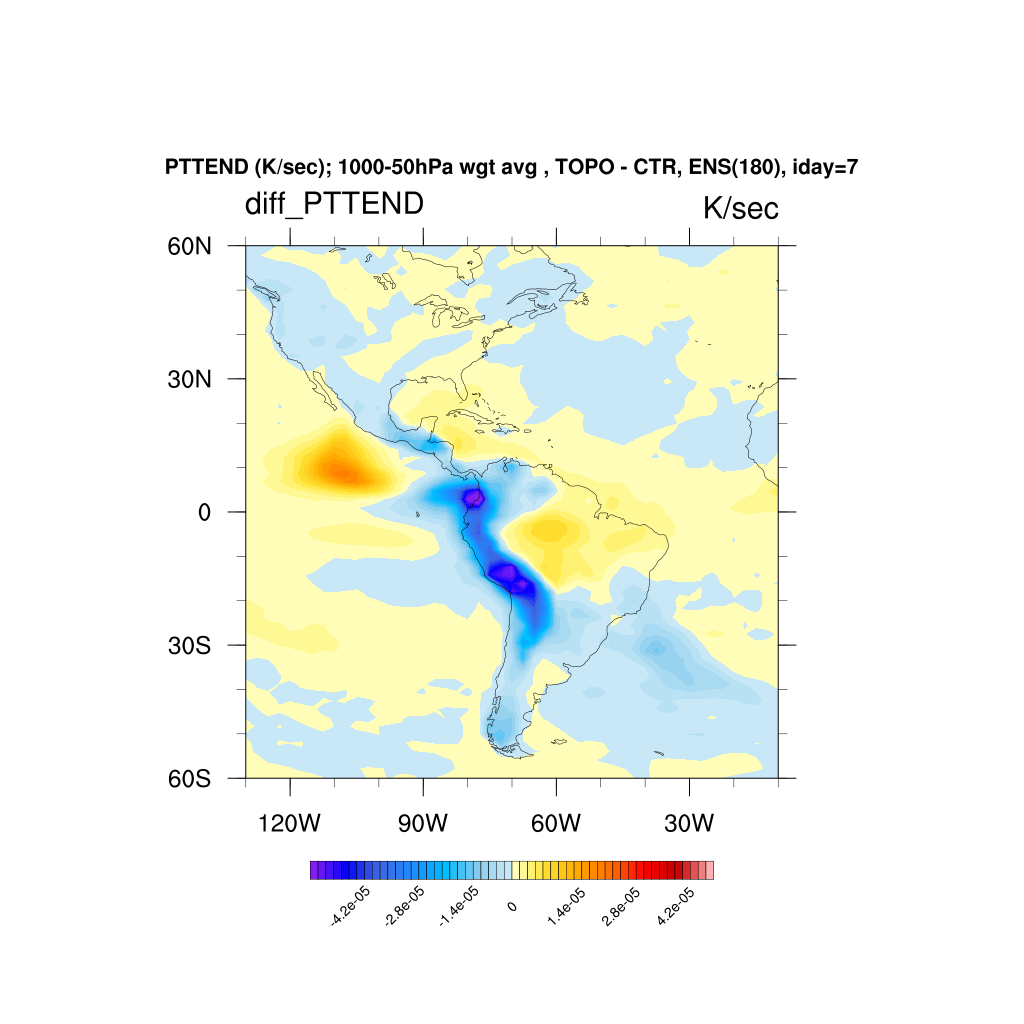 PTTEND (K/sec); 1000-50hPa wgt avg , TOPO - CTR, ENS(180), iday=7
diff_PTTEND K/sec
60N
30N
0
30S
60S
120W 90W 60W 30W
-4.2e-05 -2.8e-05 -1.4e-05 0 1.4e-05 2.8e-05 4.2e-05